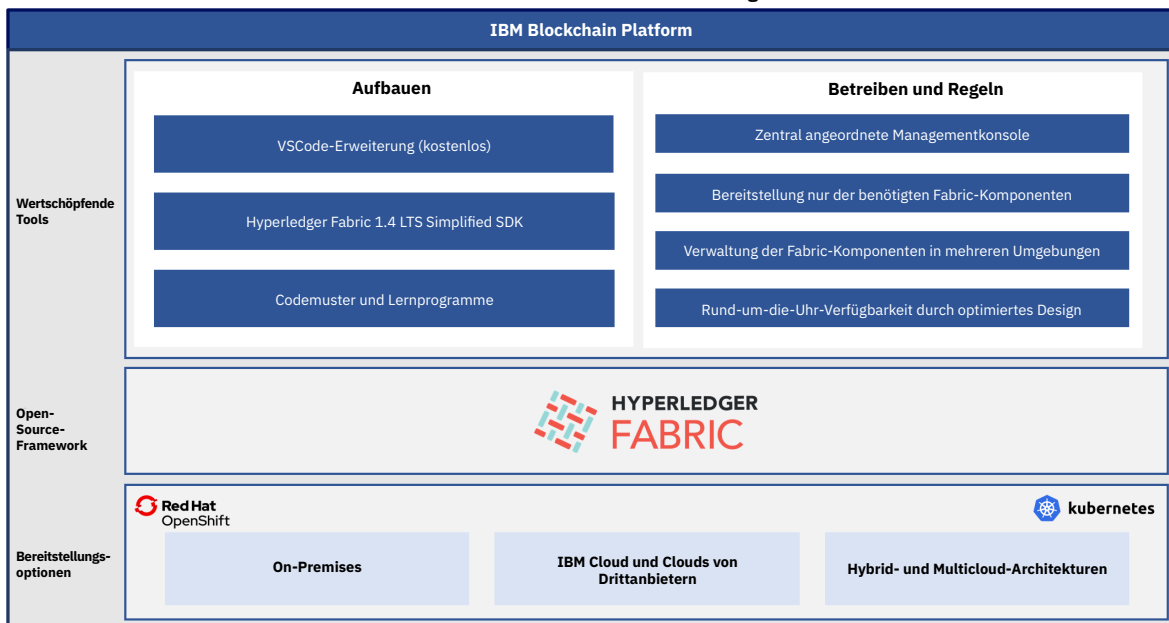 IBM Blockchain Platform
Wertschöpfende
Tools
Aufbauen
VSCode-Erweiterung (kostenlos)
Hyperledger Fabric 1.4 LTS Simplified SDK
Codemuster und Lernprogramme
Betreiben und Regeln
Zentral angeordnete Managementkonsole
Bereitstellung nur der benötigten Fabric-Komponenten
Verwaltung der Fabric-Komponenten in mehreren Umgebungen
Rund-um-die-Uhr-Verfügbarkeit durch optimiertes Design
Open-
Source-
Framework
HYPERLEDGER
FABRIC
Bereitstellungs-
optionen
Red Hat
OpenShift
kubernetes
On-Premises
IBM Cloud und Clouds von
Drittanbietern
Hybrid- und Multicloud-Architekturen